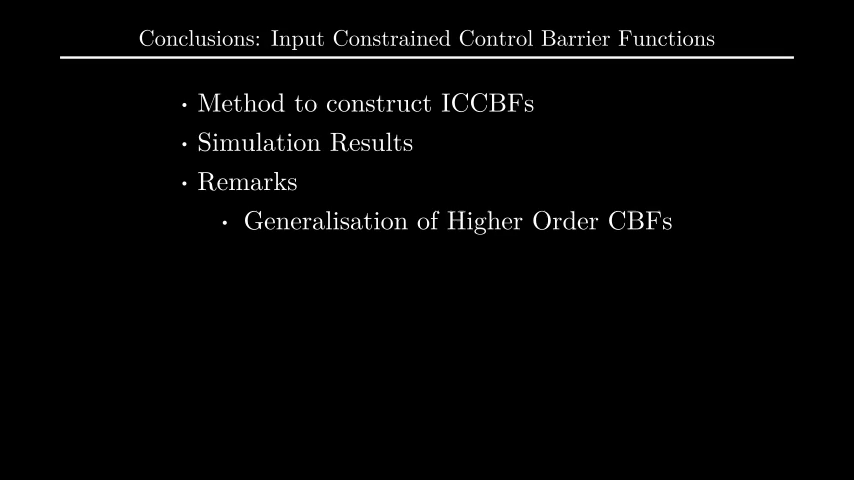 Conclusions: Input Constrained Control Barrier Functions
· Method to construct ICCBFs
· Simulation Results
· Remarks
· Generalisation of Higher Order CBFs